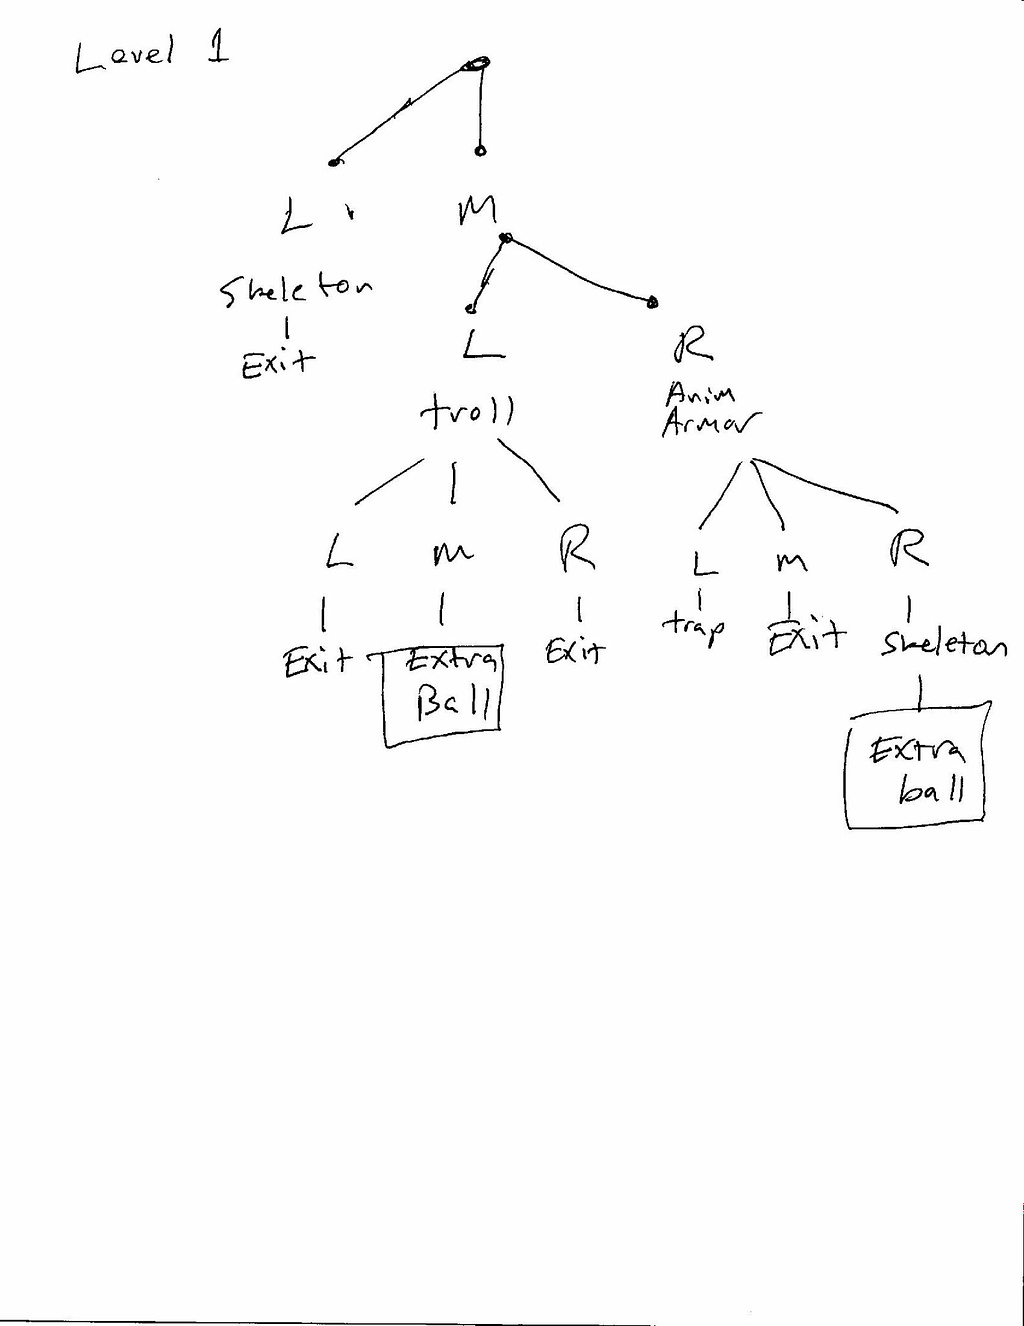 Level 1
L M
Skeleton
Exit
L R
troll
Anim
Armor
L m R
L m R
Exit Extra Exit
Ball
trap Exit Skeleton
Extra
ball